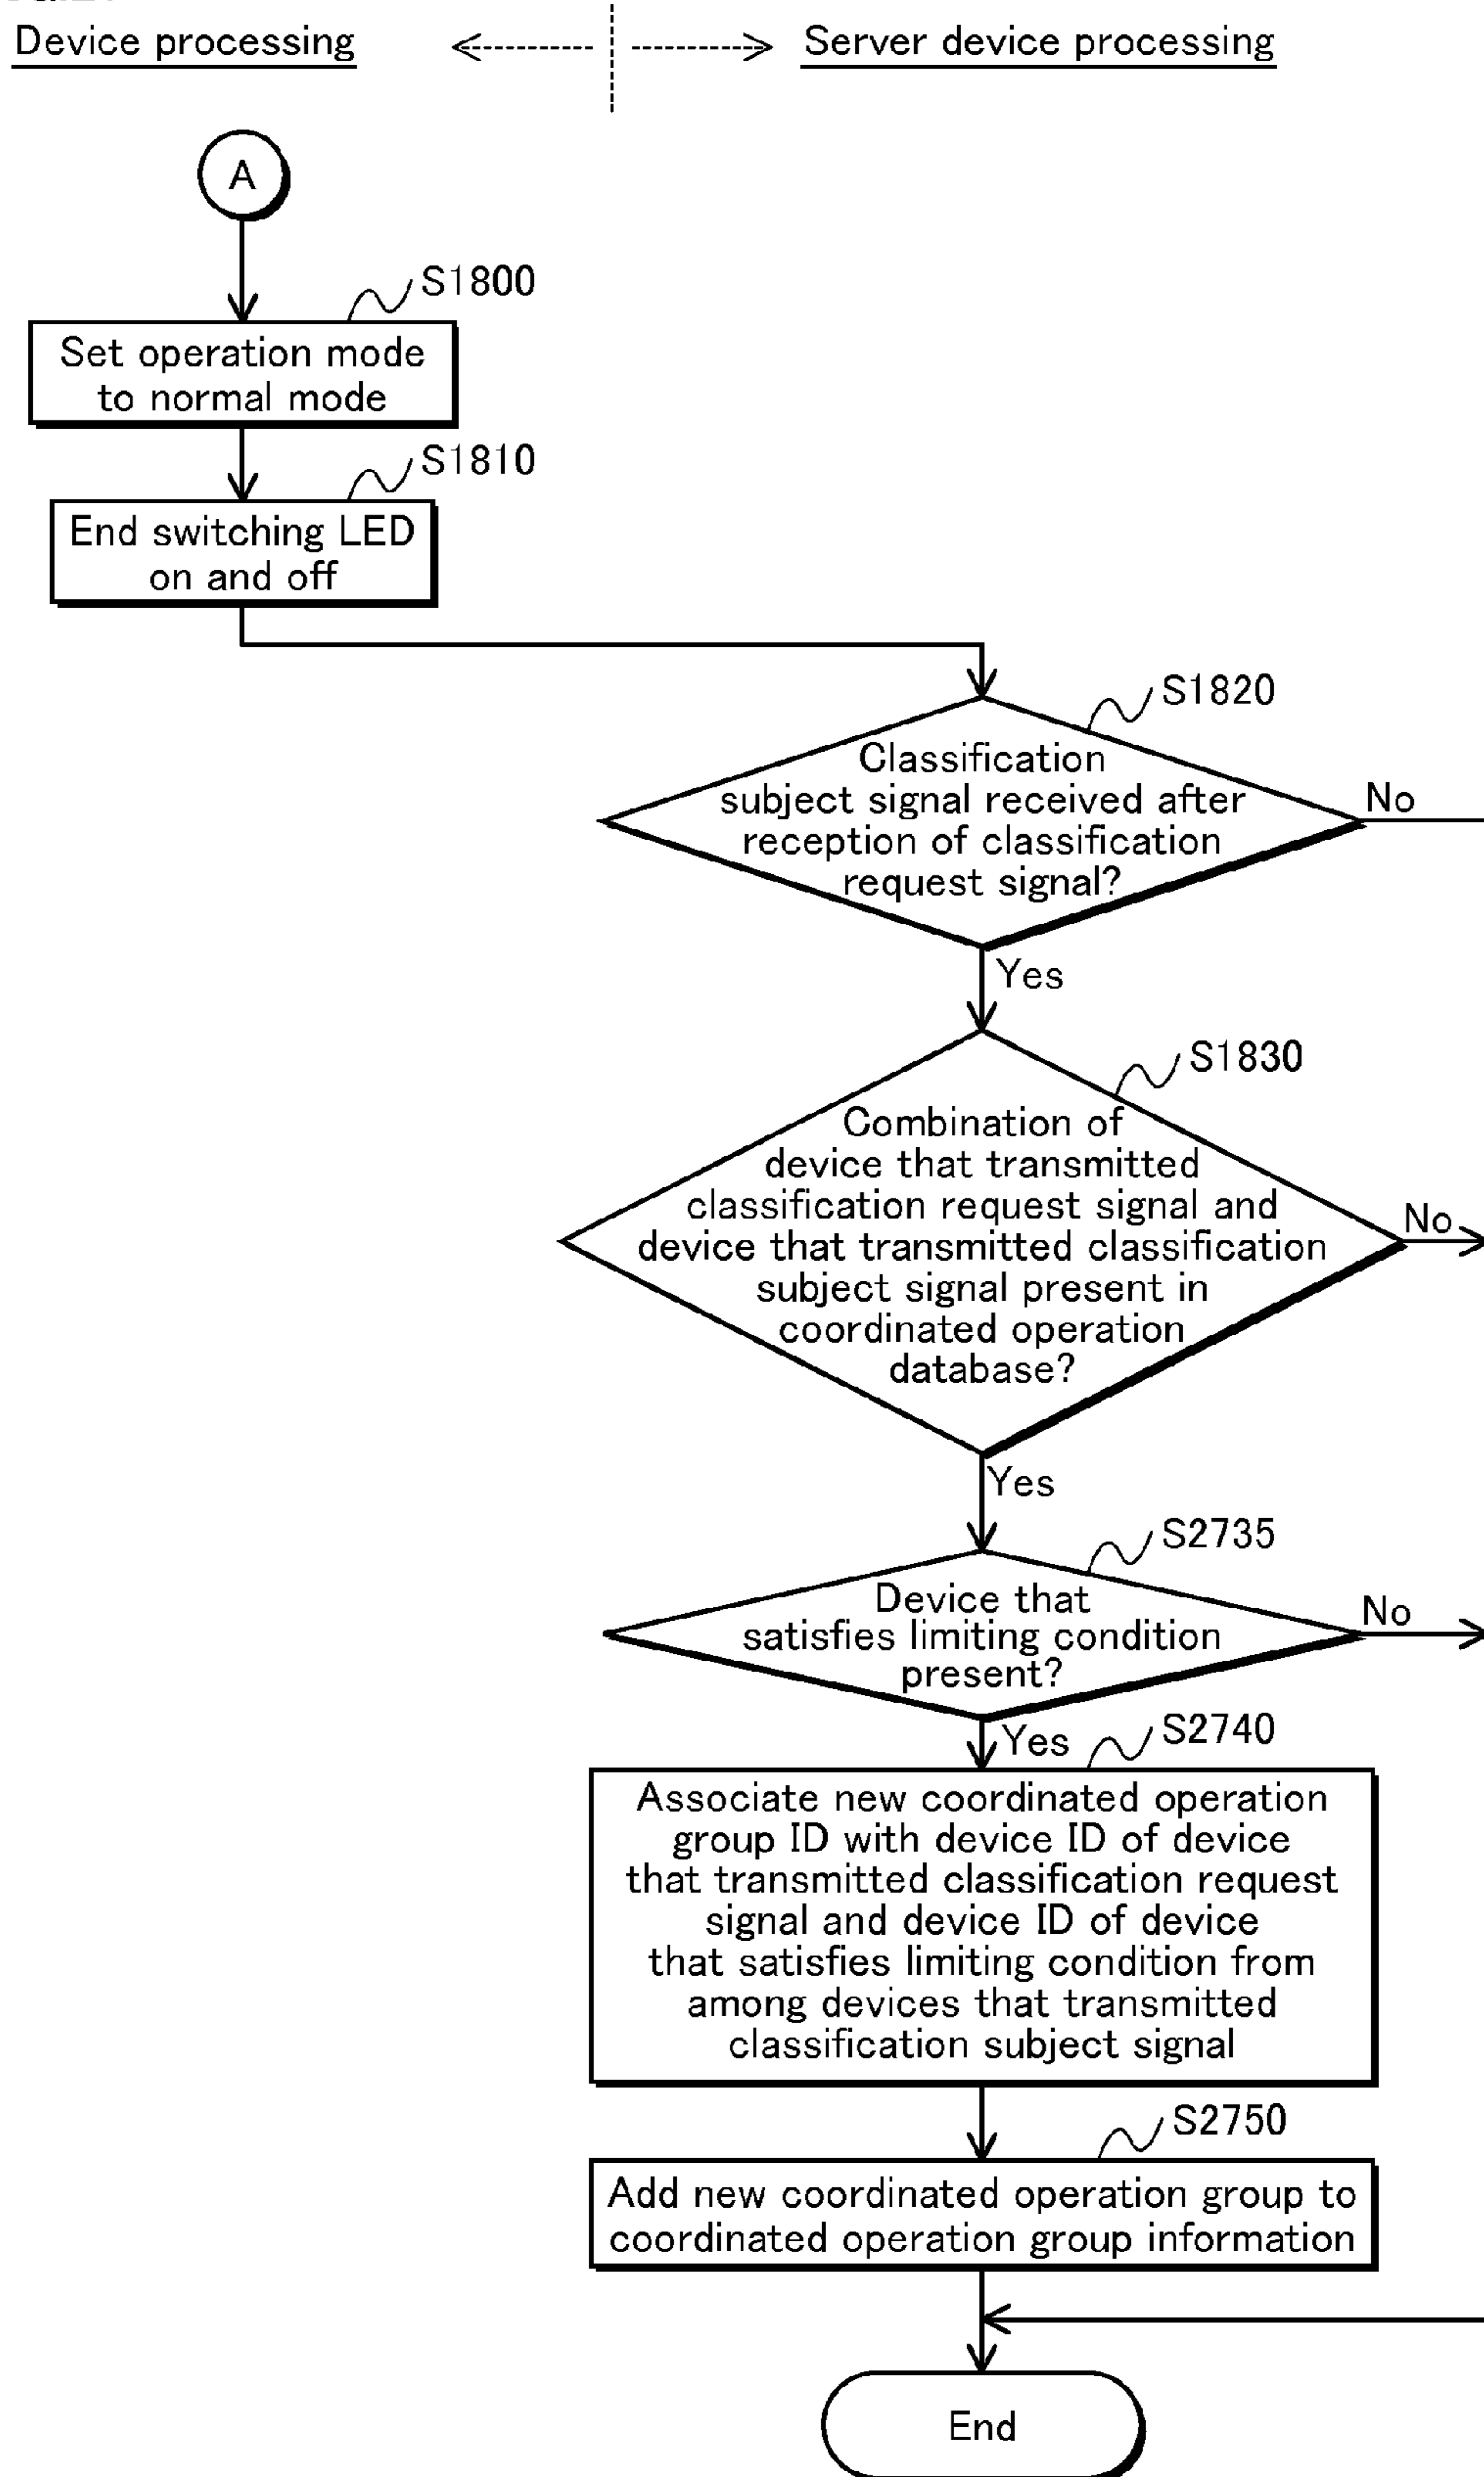 Device processing
Server device processing
A
S1800
Set operation mode
to normal mode
S1810
End switching LED
on and off
S1820
Classification
subject signal received after
reception of classification
request signal?
No
Yes
S1830
Combination of
device that transmitted
classification request signal and
device that transmitted classification
subject signal present in
coordinated operation
database?
No
Yes
S2735
Device that
satisfies limiting condition
present?
No
Yes
S2740
Associate new coordinated operation
group ID with device ID of device
that transmitted classification request
signal and device ID of device
that satisfies limiting condition from
among devices that transmitted
classification subject signal
S2750
Add new coordinated operation group to
coordinated operation group information
End